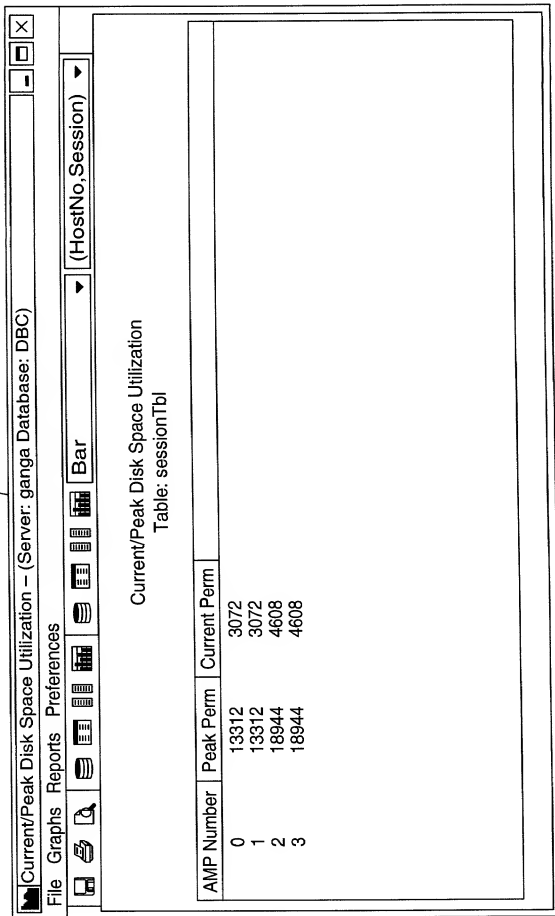 Current/Peak Disk Space Utilization – (Server: ganga Database: DBC)
File Graphs Reports Preferences
Bar (HostNo,Session)
Current/Peak Disk Space Utilization
Table: sessionTbl
AMP Number Peak Perm Current Perm
0 13312 3072
1 13312 3072
2 18944 4608
3 18944 4608